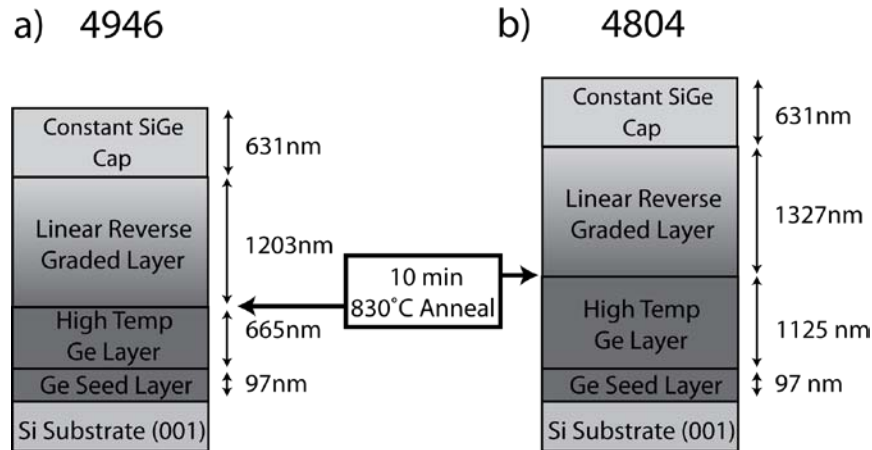 a) 4946
Constant SiGe
Cap
631nm
Linear Reverse
Graded Layer
1203nm
High Temp
Ge Layer
665nm
Ge Seed Layer
97nm
Si Substrate (001)
10 min
830˚C Anneal
b) 4804
Constant SiGe
Cap
631nm
Linear Reverse
Graded Layer
1327nm
High Temp
Ge Layer
1125 nm
Ge Seed Layer
97 nm
Si Substrate (001)